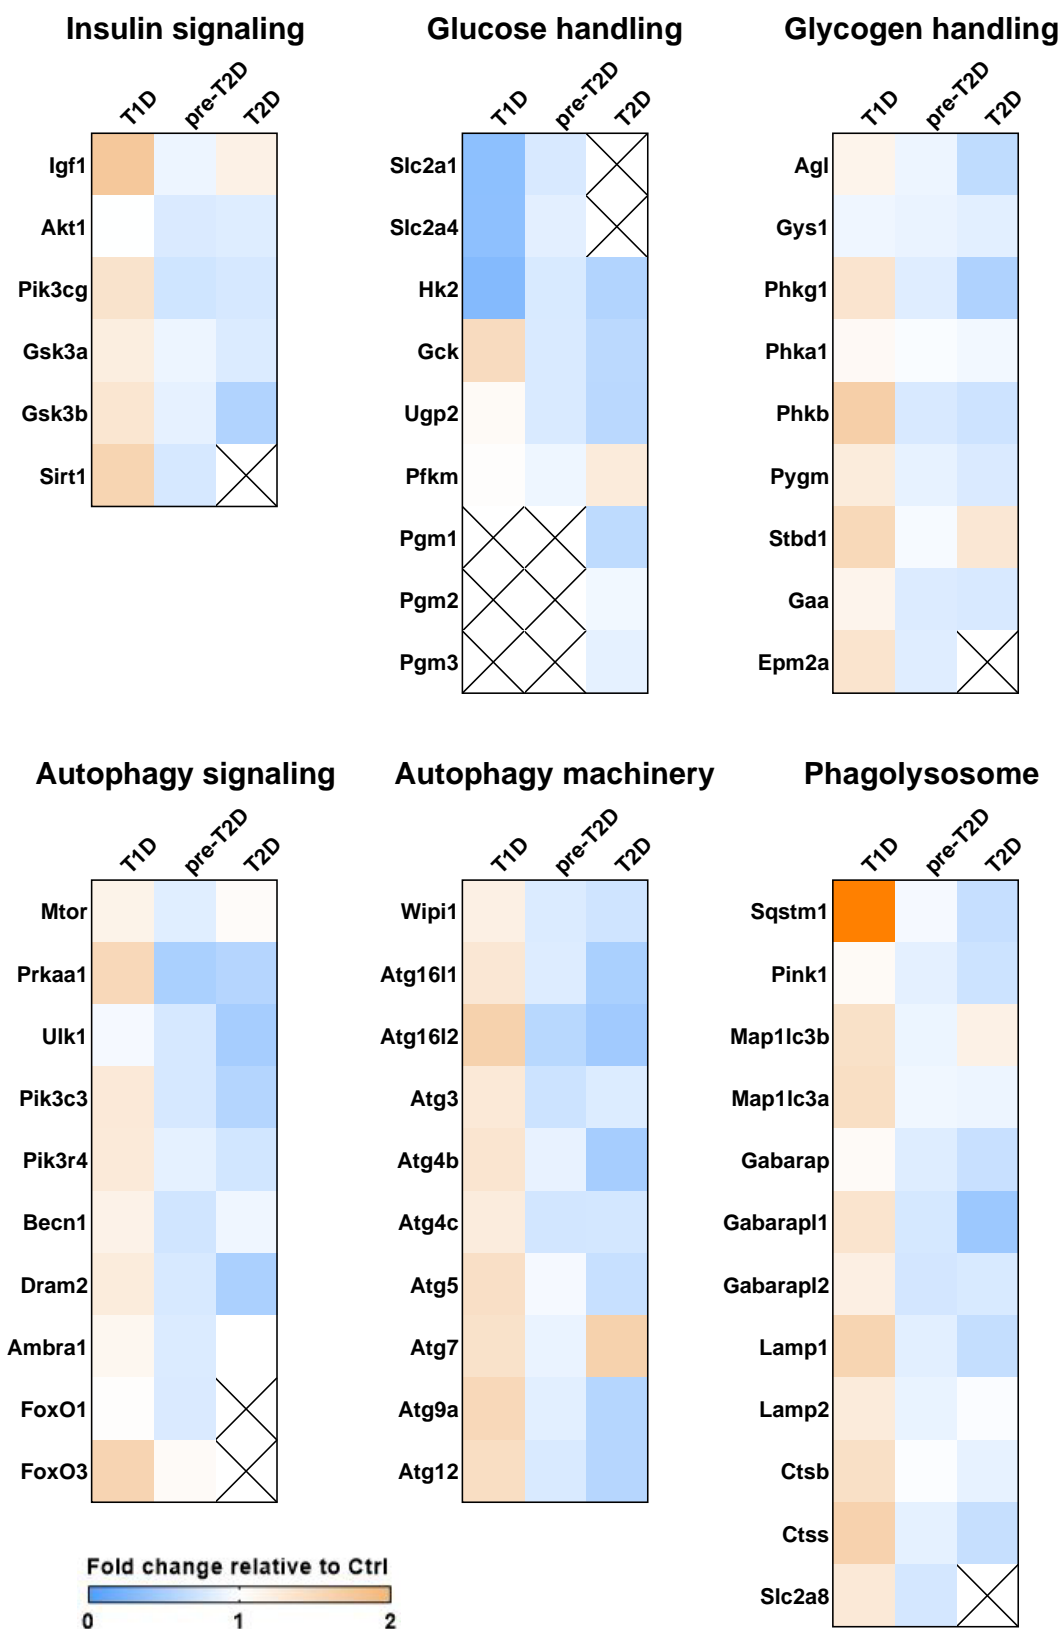 Insulin signaling
T1D pre-T2D T2D
Igf1
Akt1
Pik3cg
Gsk3a
Gsk3b
Sirt1
Glucose handling
T1D pre-T2D T2D
Slc2a1
Slc2a4
Hk2
Gck
Ugp2
Pfkm
Pgm1
Pgm2
Pgm3
Glycogen handling
T1D pre-T2D T2D
Agl
Gys1
Phkg1
Phka1
Phkb
Pygm
Stbd1
Gaa
Epm2a
Autophagy signaling
T1D pre-T2D T2D
Mtor
Prkaa1
Ulk1
Pik3c3
Pik3r4
Becn1
Dram2
Ambra1
FoxO1
FoxO3
Autophagy machinery
T1D pre-T2D T2D
Wipi1
Atg16l1
Atg16l2
Atg3
Atg4b
Atg4c
Atg5
Atg7
Atg9a
Atg12
Phagolysosome
T1D pre-T2D T2D
Sqstm1
Pink1
Map1lc3b
Map1lc3a
Gabarap
Gabarapl1
Gabarapl2
Lamp1
Lamp2
Ctsb
Ctss
Slc2a8
Fold change relative to Ctrl
0 1 2